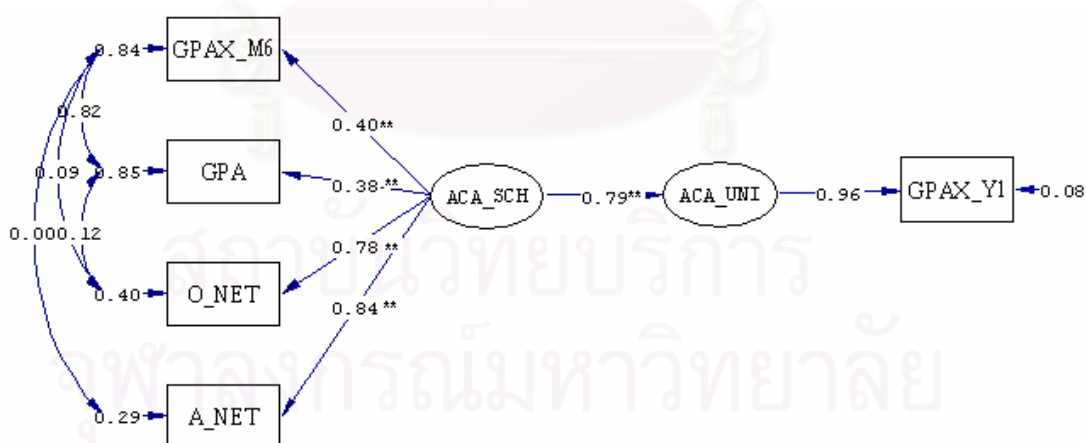 0.84 GPAX_M6
0.82
0.40**
0.09 0.85 GPA
0.38**
ACA_SCH 0.79** ACA_UNI 0.96 GPAX_Y1 0.08
0.00 0.12
0.78**
สถาบันวิทยบริการ
0.40 O_NET
0.84**
จุฬาลงกรณ์มหาวิทยาลัย
0.29 A_NET